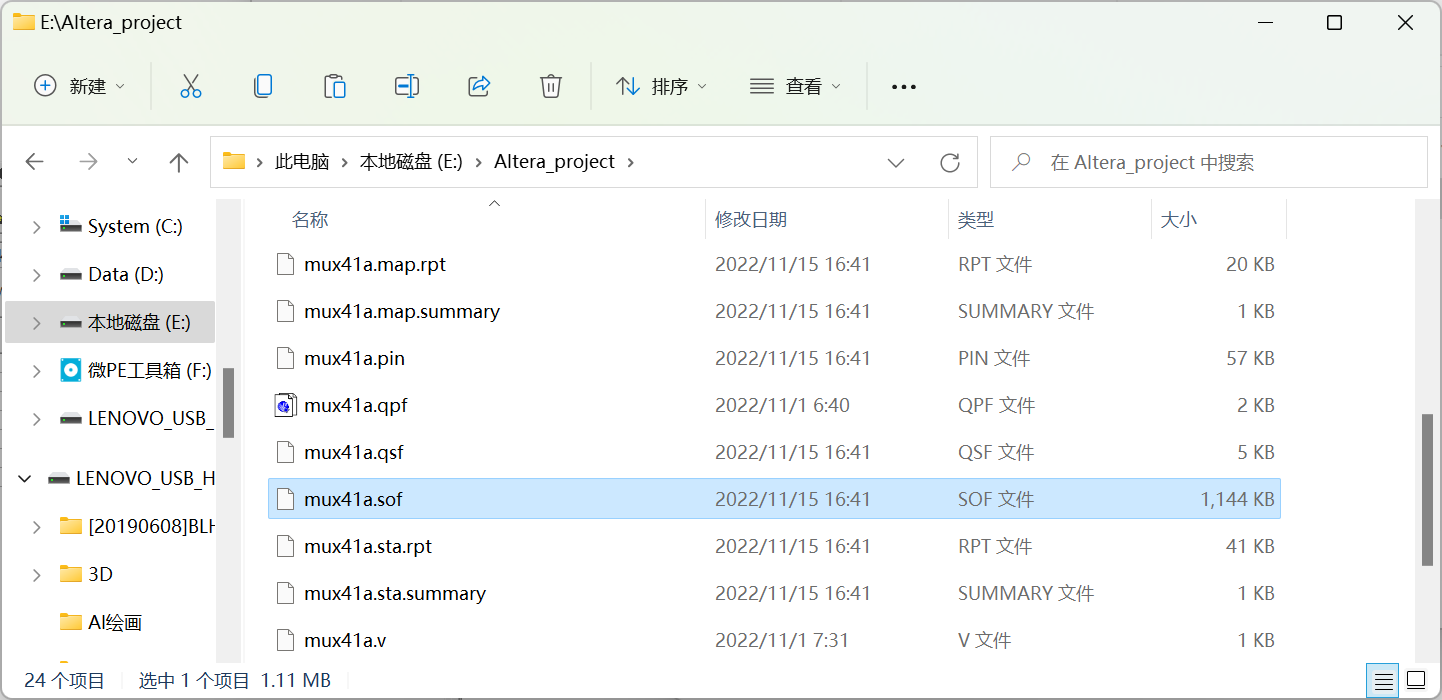 E:\Altera_project
新建 排序 查看
此电脑 本地磁盘 (E:) Altera_project 在 Altera_project 中搜索
名称 修改日期 类型 大小
System (C:)
Data (D:)
本地磁盘 (E:)
微PE工具箱 (F:)
LENOVO_USB_
LENOVO_USB_H
[20190608]BLH
3D
AI绘画
mux41a.map.rpt 2022/11/15 16:41 RPT 文件 20 KB
mux41a.map.summary 2022/11/15 16:41 SUMMARY 文件 1 KB
mux41a.pin 2022/11/15 16:41 PIN 文件 57 KB
mux41a.qpf 2022/11/1 6:40 QPF 文件 2 KB
mux41a.qsf 2022/11/15 16:41 QSF 文件 5 KB
mux41a.sof 2022/11/15 16:41 SOF 文件 1,144 KB
mux41a.sta.rpt 2022/11/15 16:41 RPT 文件 41 KB
mux41a.sta.summary 2022/11/15 16:41 SUMMARY 文件 1 KB
mux41a.v 2022/11/1 7:31 V 文件 1 KB
24 个项目 选中 1 个项目 1.11 MB